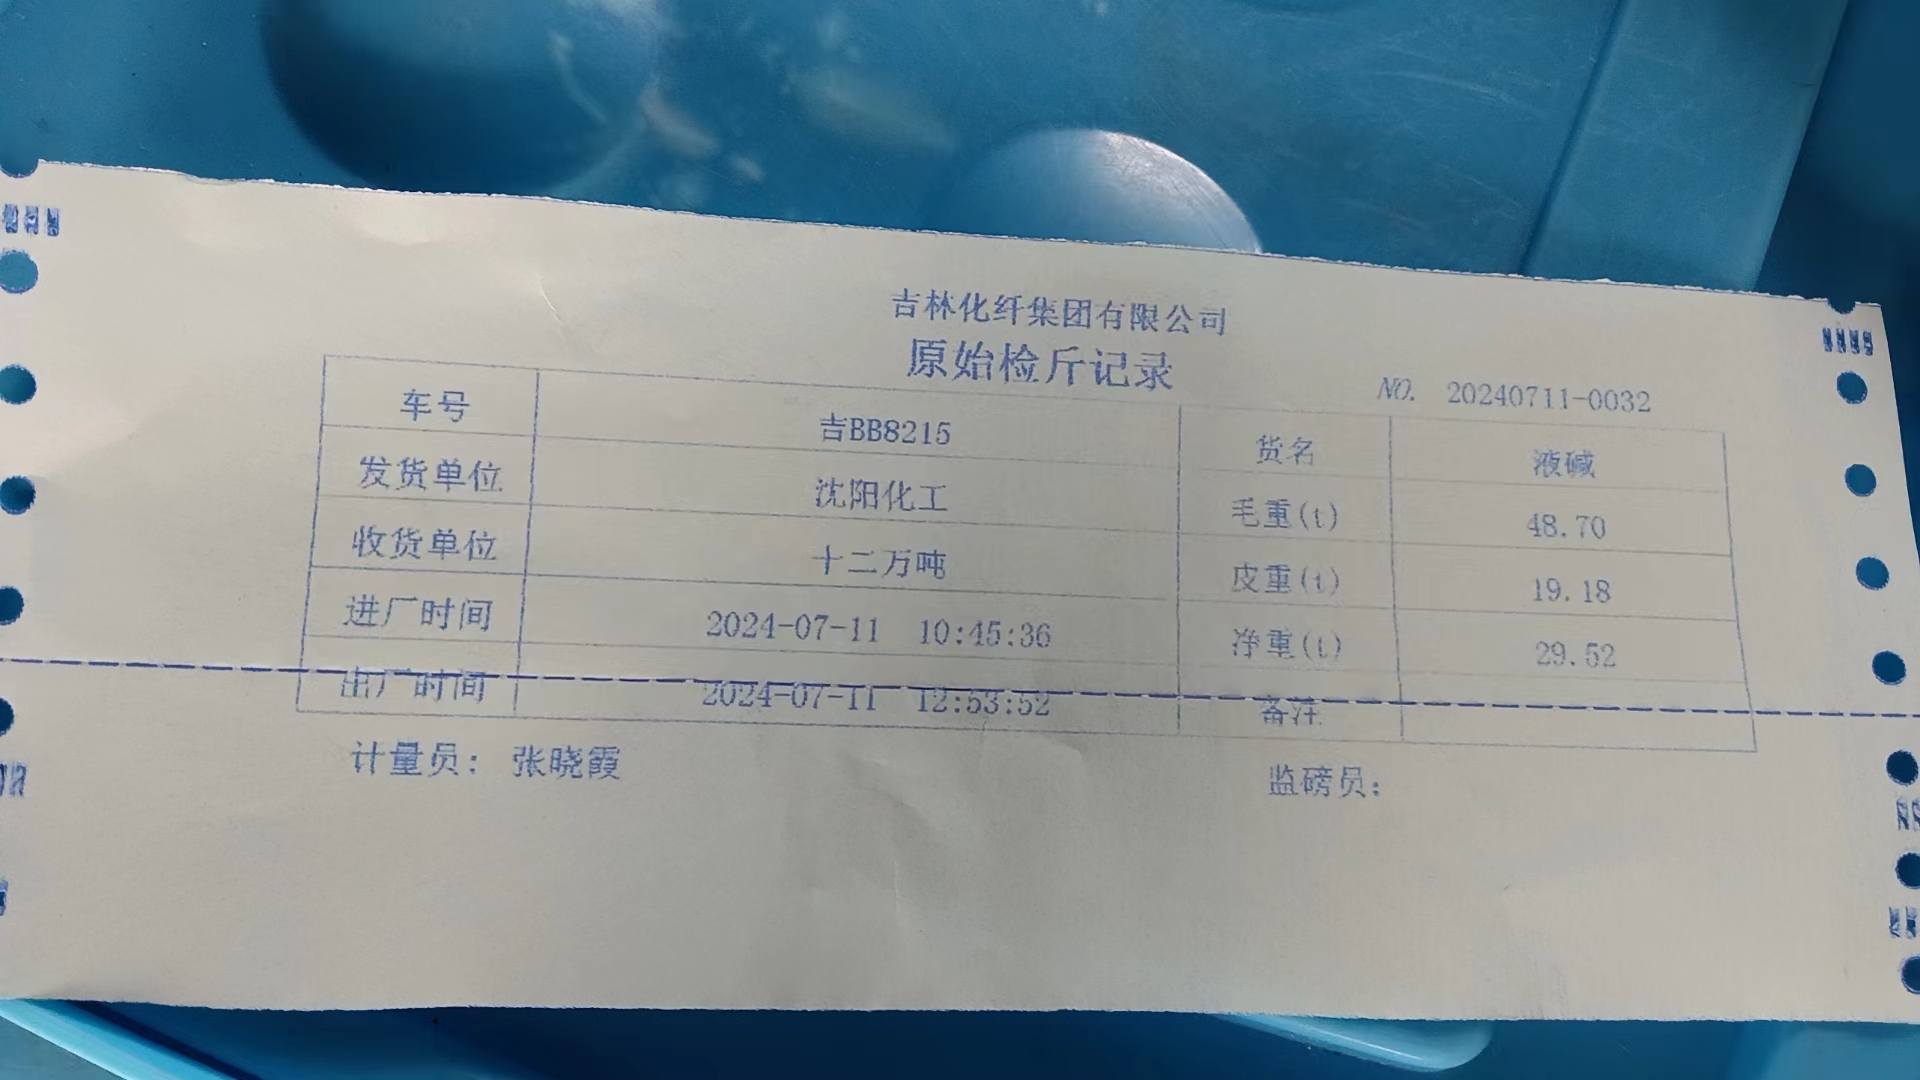 吉林化纤集团有限公司
原始检斤记录
NO. 20240711-0032
车号 吉BB8215 货名 液碱
发货单位 沈阳化工 毛重(t) 48.70
收货单位 十二万吨 皮重(t) 19.18
进厂时间 2024-07-11 10:45:36 净重(t) 29.52
出厂时间 2024-07-11 12:53:52 备注
计量员：张晓霞 监磅员：